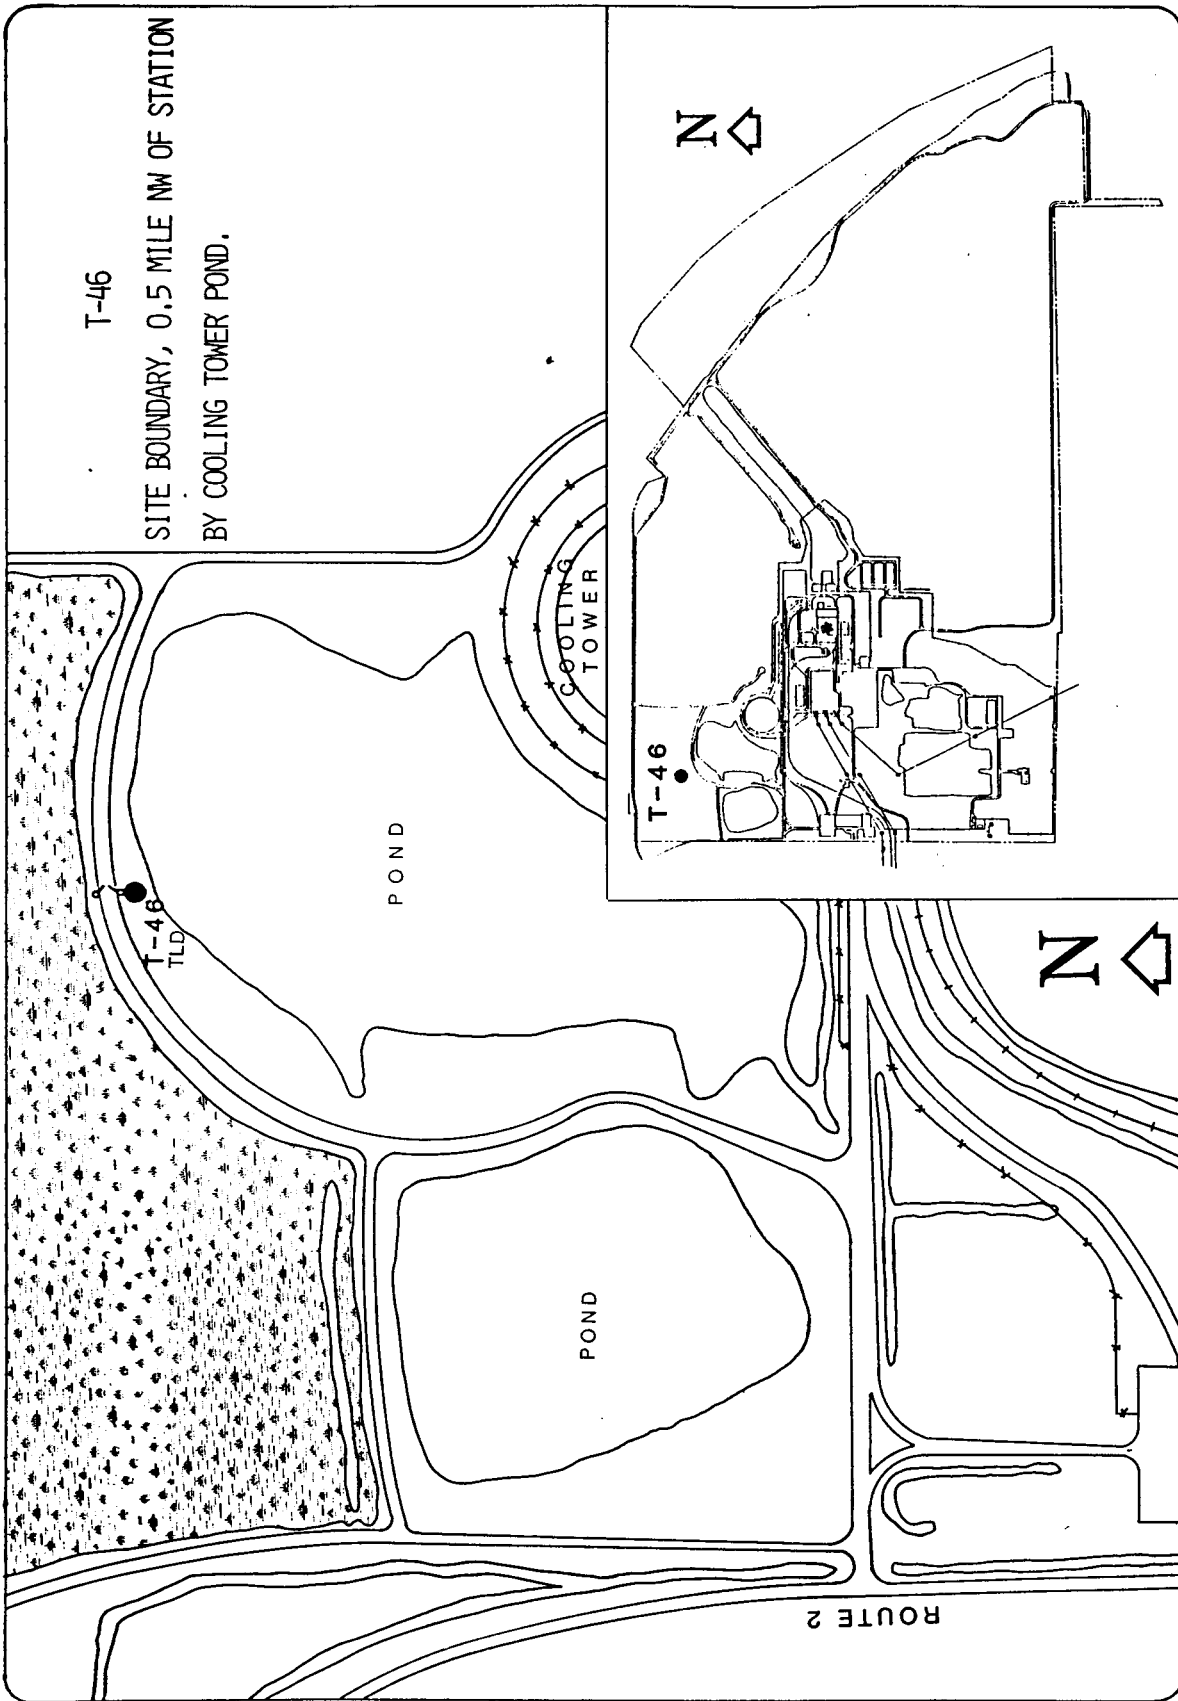 T-46
SITE BOUNDARY, 0.5 MILE NW OF STATION
BY COOLING TOWER POND.
T-46
TLD
POND
COOLING
TOWER
POND
ROUTE 2
N
N
T-46